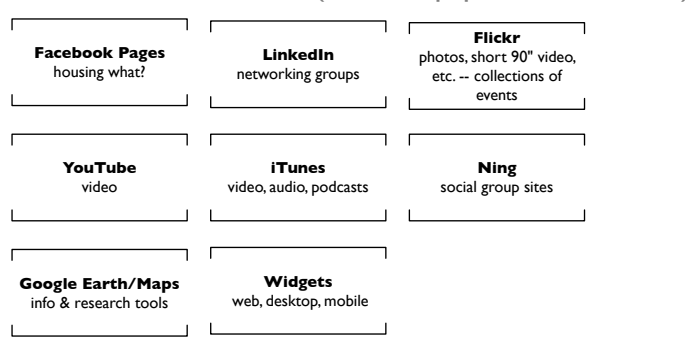 Facebook Pages
housing what?
LinkedIn
networking groups
Flickr
photos, short 90" video,
etc. -- collections of
events
YouTube
video
iTunes
video, audio, podcasts
Ning
social group sites
Google Earth/Maps
info & research tools
Widgets
web, desktop, mobile